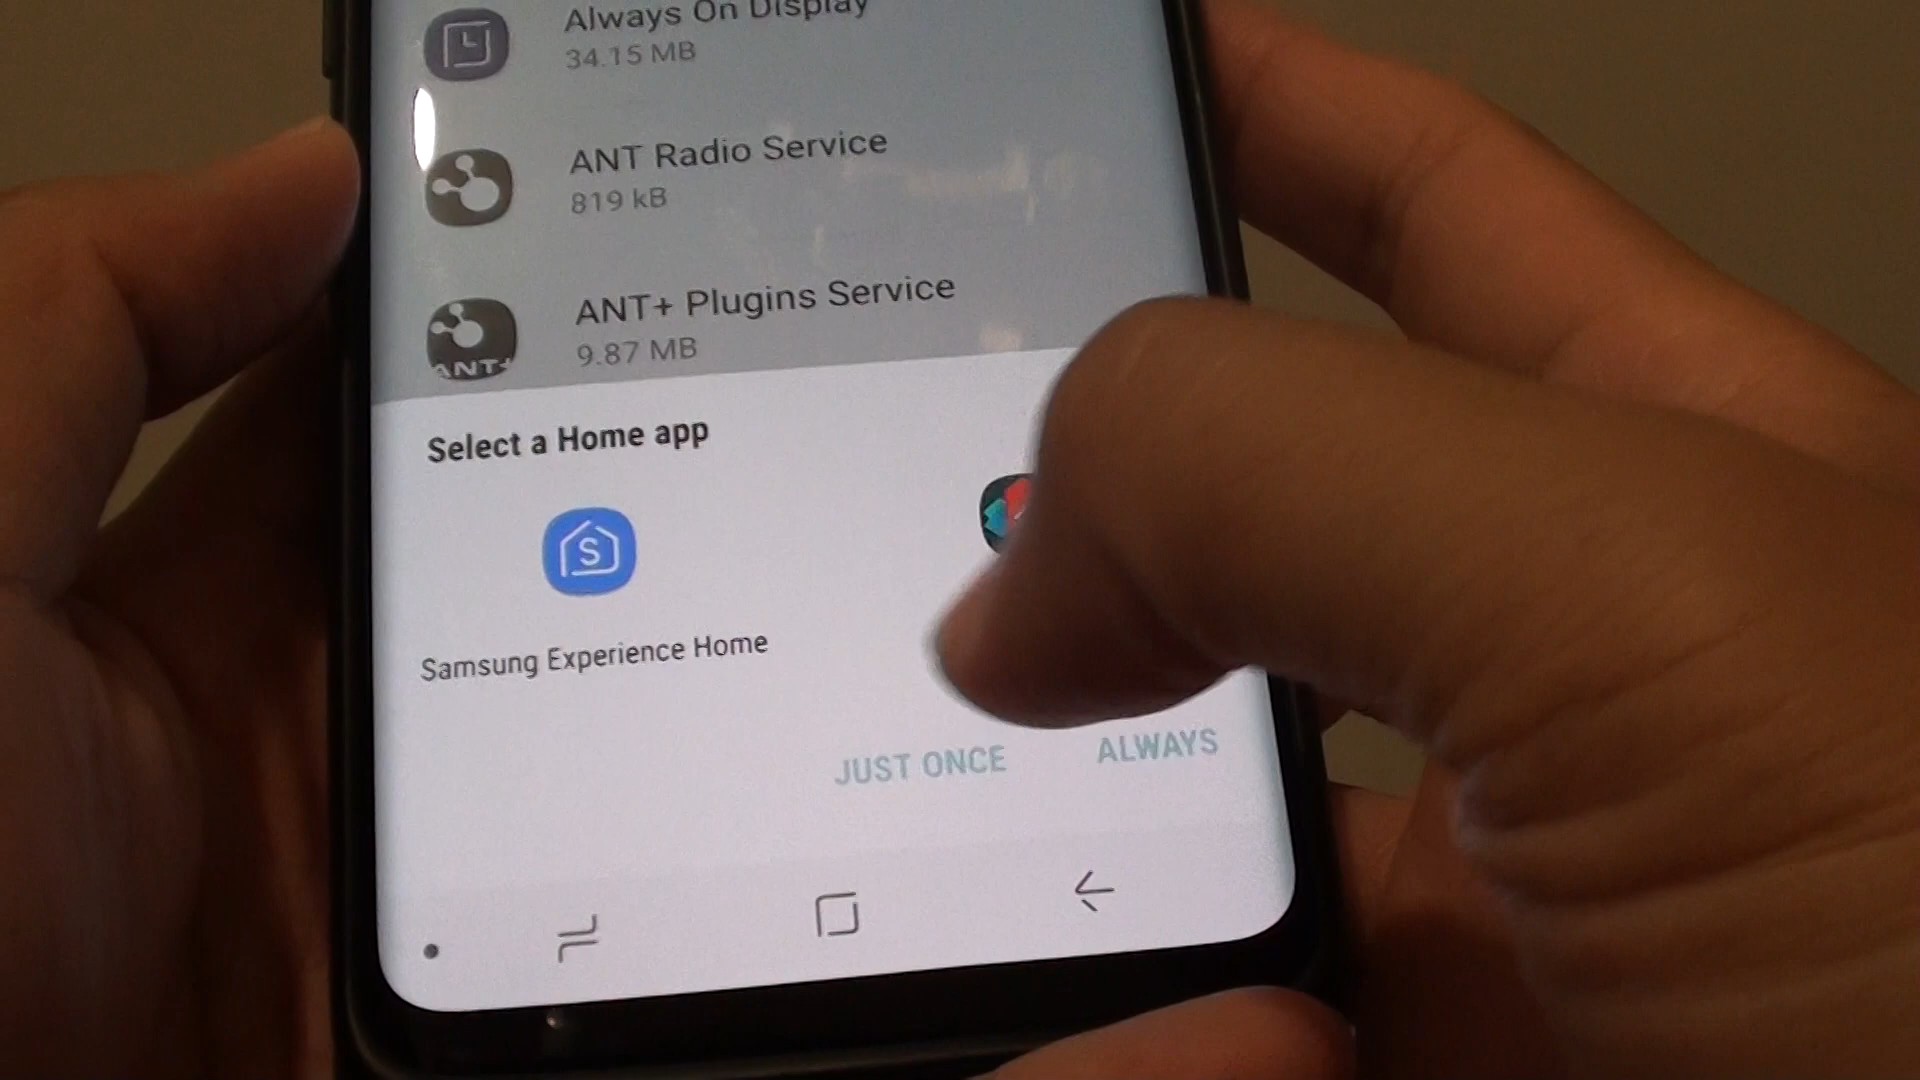 Always On Display
34.15 MB
ANT Radio Service
819 kB
ANT+ Plugins Service
9.87 MB
ANT+
Select a Home app
S
Samsung Experience Home
JUST ONCE
ALWAYS